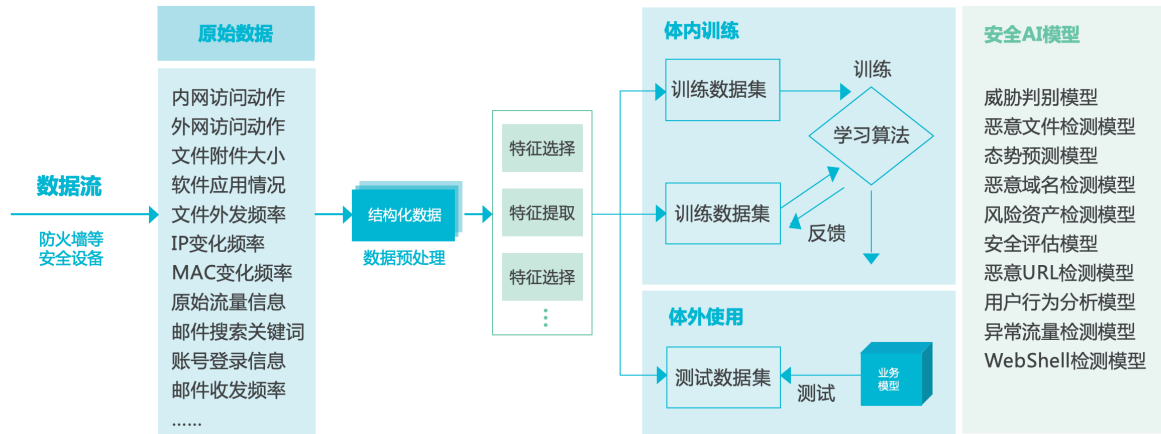 数据流
防火墙等
安全设备
原始数据
内网访问动作
外网访问动作
文件附件大小
软件应用情况
文件外发频率
IP变化频率
MAC变化频率
原始流量信息
邮件搜索关键词
账号登录信息
邮件收发频率
......
结构化数据
数据预处理
特征选择
特征提取
特征选择
体内训练
训练数据集
训练
学习算法
训练数据集
反馈
体外使用
测试数据集
测试
业务
模型
安全AI模型
威胁判别模型
恶意文件检测模型
态势预测模型
恶意域名检测模型
风险资产检测模型
安全评估模型
恶意URL检测模型
用户行为分析模型
异常流量检测模型
WebShell检测模型